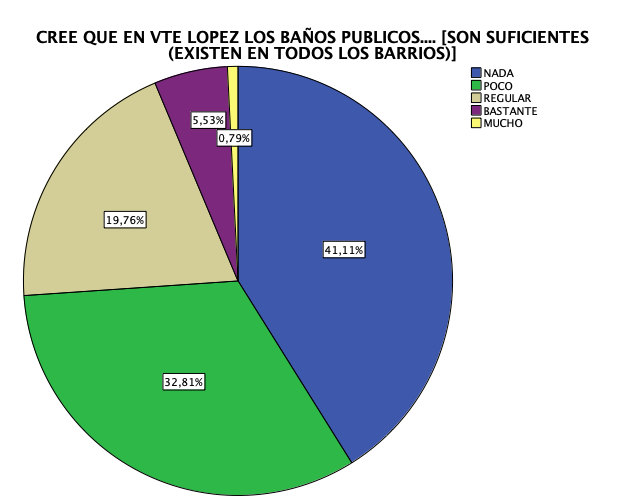 CREE QUE EN VTE LOPEZ LOS BAÑOS PUBLICOS.... [SON SUFICIENTES
(EXISTEN EN TODOS LOS BARRIOS)]
NADA
POCO
REGULAR
BASTANTE
MUCHO
5,53%
0,79%
19,76%
41,11%
32,81%